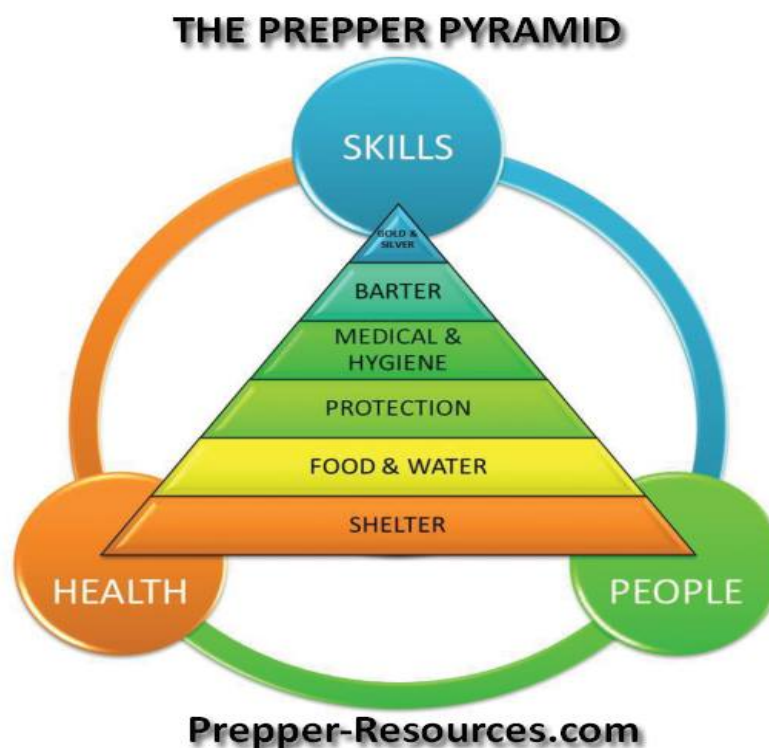 THE PREPPER PYRAMID
SKILLS
GOLD &
SILVER
BARTER
MEDICAL &
HYGIENE
PROTECTION
FOOD & WATER
SHELTER
HEALTH
PEOPLE
Prepper-Resources.com